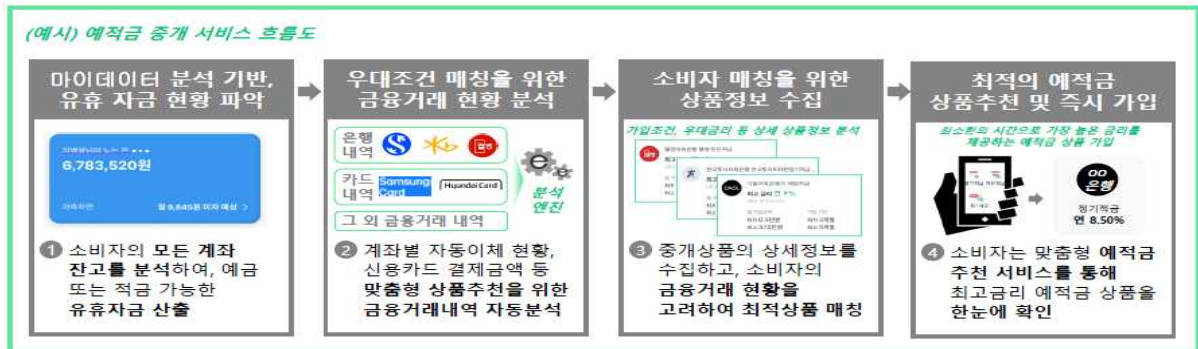 (예시) 예적금 중개 서비스 흐름도
마이데이터 분석 기반,
유휴 자금 현황 파악
6,783,520원
1 소비자의 모든 계좌
잔고를 분석하여, 예금
또는 적금 가능한
유휴자금 산출
우대조건 매칭을 위한
금융거래 현황 분석
은행
내역
카드
내역
Samsung
Card
Hyundai Card
그 외 금융거래 내역
분석
엔진
2 계좌별 자동이체 현황,
신용카드 결제금액 등
맞춤형 상품추천을 위한
금융거래내역 자동분석
소비자 매칭을 위한
상품정보 수집
가입조건, 우대금리 등 상세 상품정보 분석
3 중개상품의 상세정보를
수집하고, 소비자의
금융거래 현황을
고려하여 최적상품 매칭
최적의 예적금
상품추천 및 즉시 가입
최소한의 시간으로 가장 높은 금리를
제공하는 예적금 상품 가입
OO
은행
정기적금
연 8.50%
4 소비자는 맞춤형 예적금
추천 서비스를 통해
최고금리 예적금 상품을
한눈에 확인